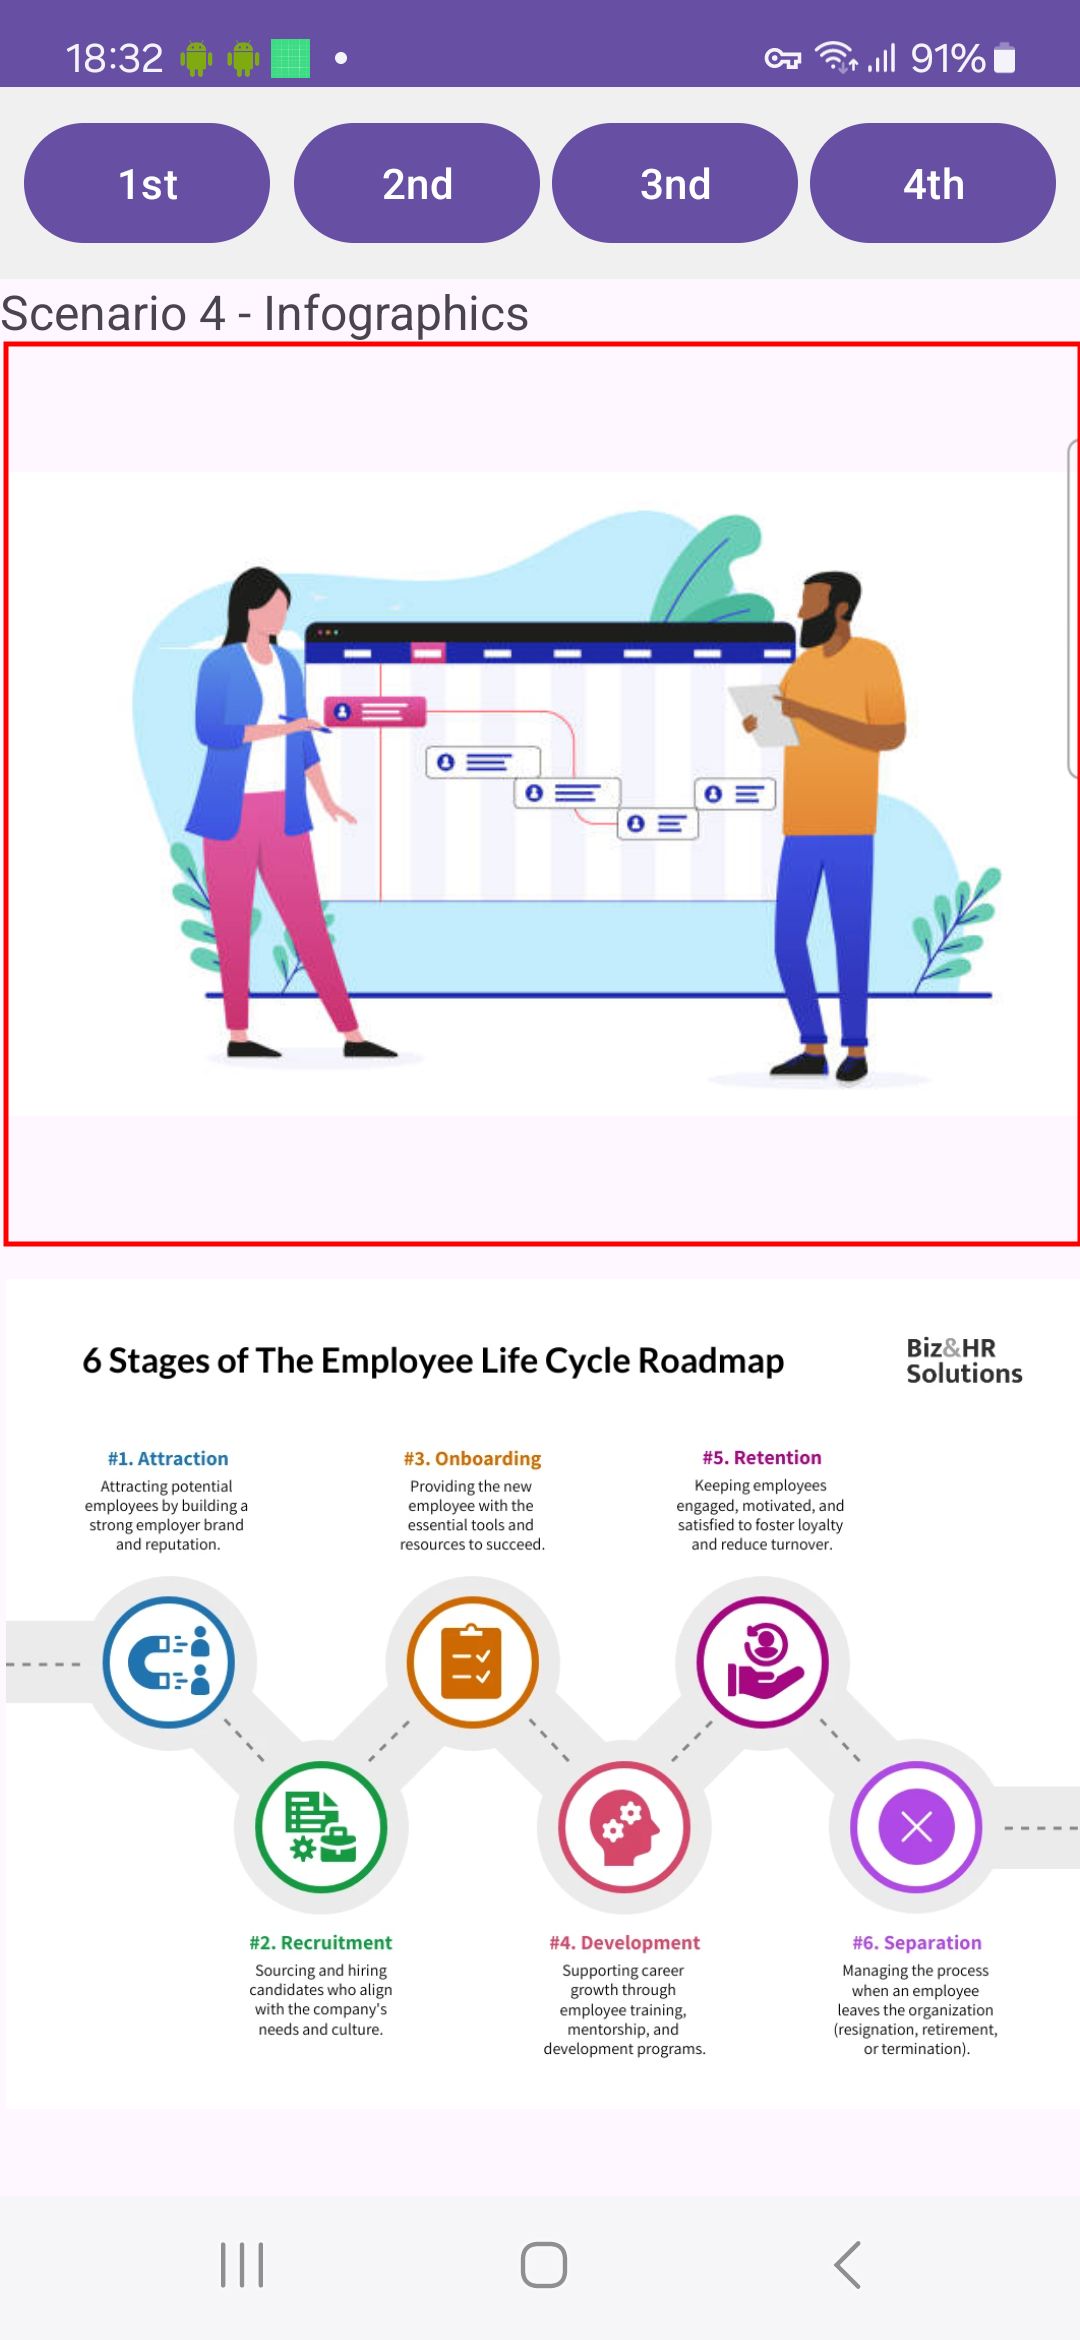 18:32
91%
1st
2nd
3nd
4th
Scenario 4 - Infographics
6 Stages of The Employee Life Cycle Roadmap
Biz&HR
Solutions
#1. Attraction
Attracting potential
employees by building a
strong employer brand
and reputation.
#3. Onboarding
Providing the new
employee with the
essential tools and
resources to succeed.
#5. Retention
Keeping employees
engaged, motivated, and
satisfied to foster loyalty
and reduce turnover.
#2. Recruitment
Sourcing and hiring
candidates who align
with the company's
needs and culture.
#4. Development
Supporting career
growth through
employee training,
mentorship, and
development programs.
#6. Separation
Managing the process
when an employee
leaves the organization
(resignation, retirement,
or termination).